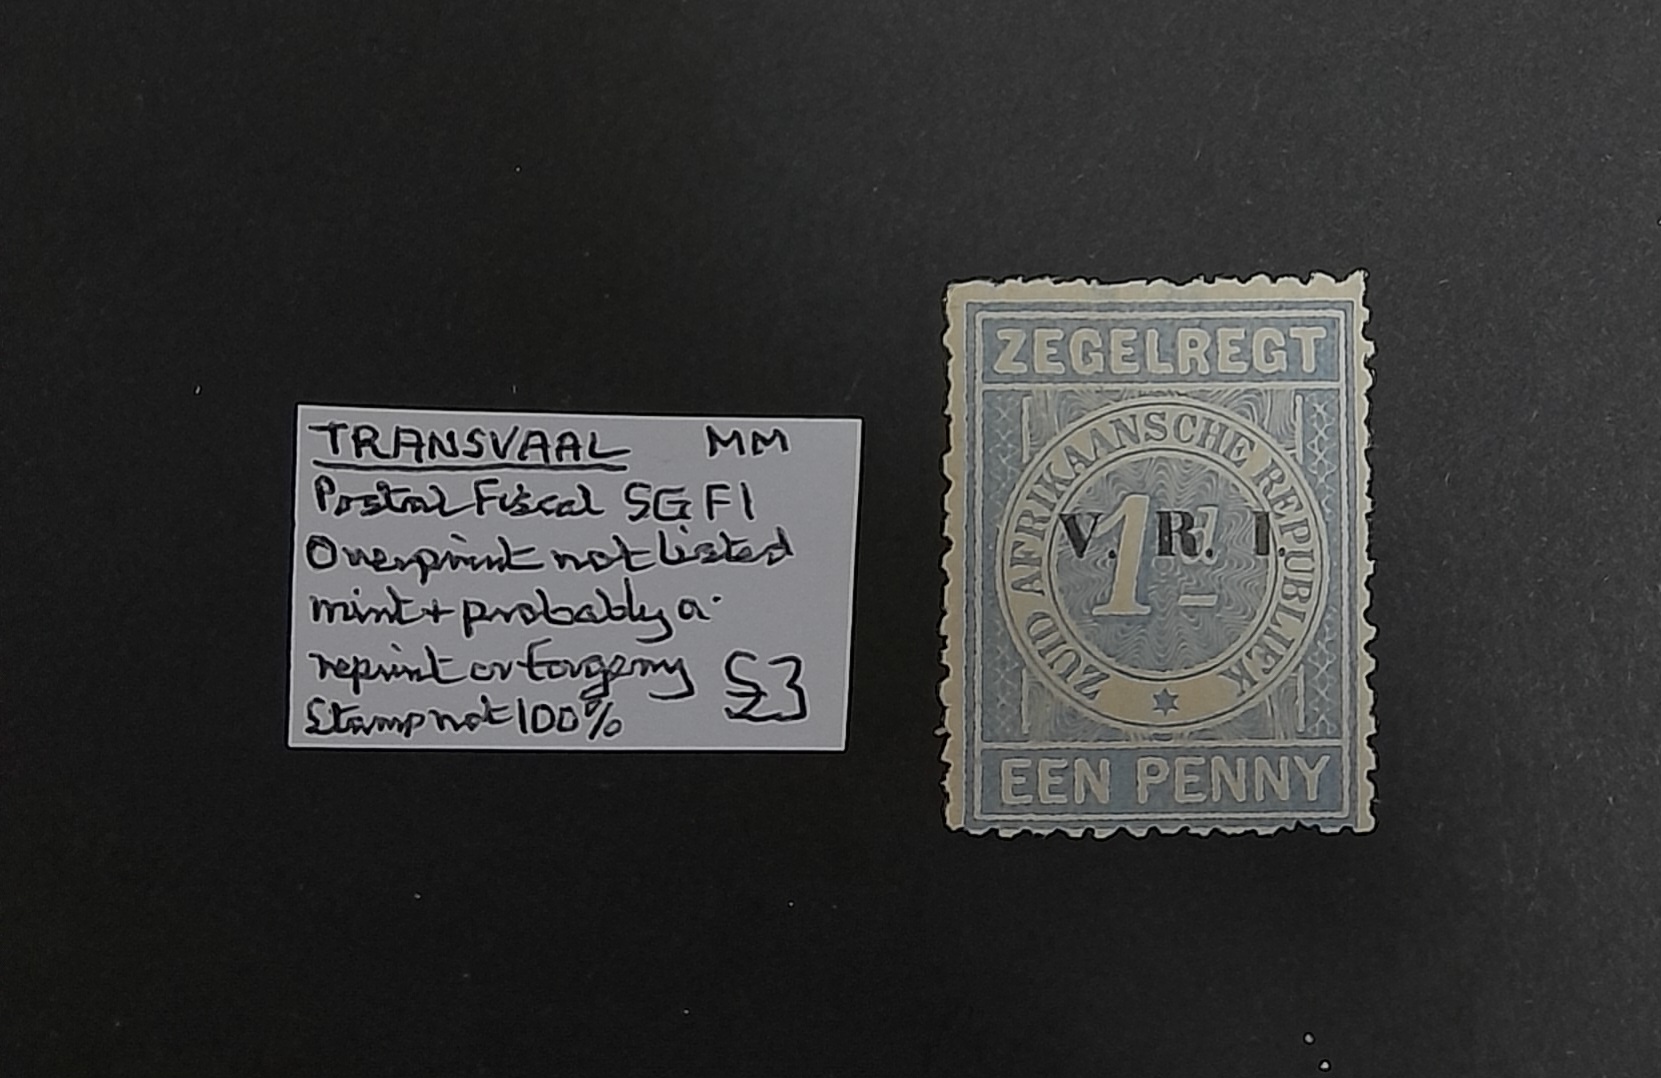 TRANSVAAL MM
Postal Fiscal SG F1
Overprint not listed
mint + probably a
reprint or forgery £3
Stamp not 100%
ZEGELREGT
ZUID AFRIKAANSCHE REPUBLIEK
1d
V. R. I.
EEN PENNY